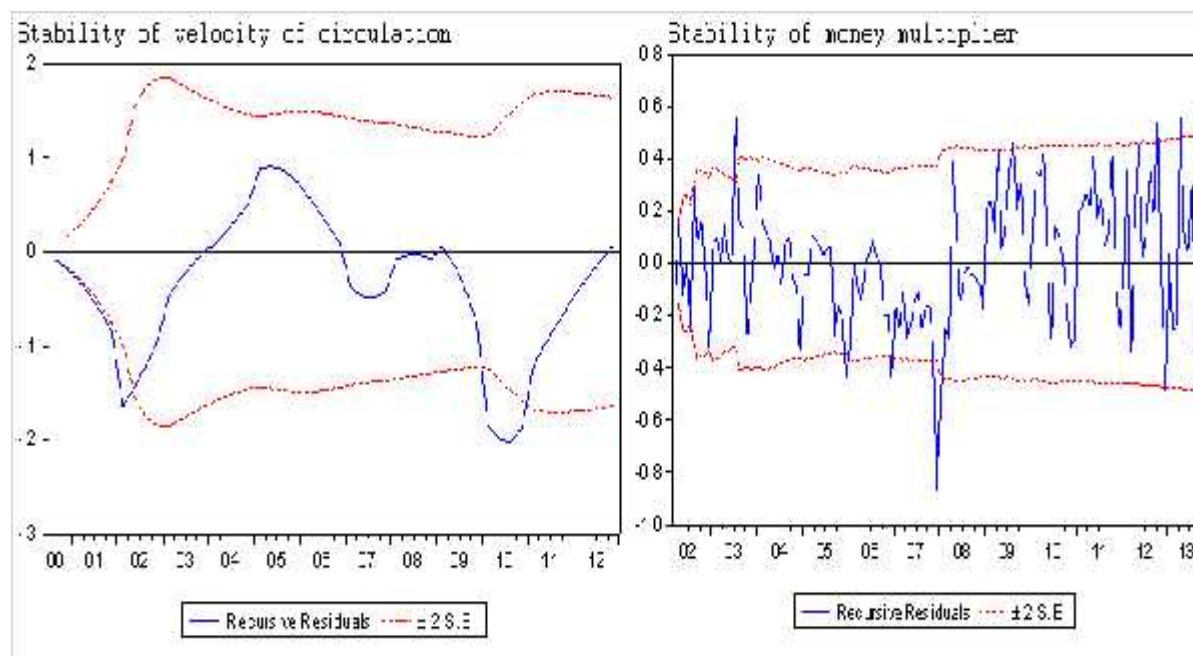 Stability of velocity of circulation
2
1
0
-1
-2
-3
00 01 02 03 04 05 05 07 08 09 10 11 12
Recursive Residuals ± 2 S.E
Stability of money multiplier
0.8
0.6
0.4
0.2
0.0
-0.2
-0.4
-0.6
-0.8
-1.0
02 03 04 05 05 07 08 09 10 11 12 13
Recursive Residuals ± 2 S.E